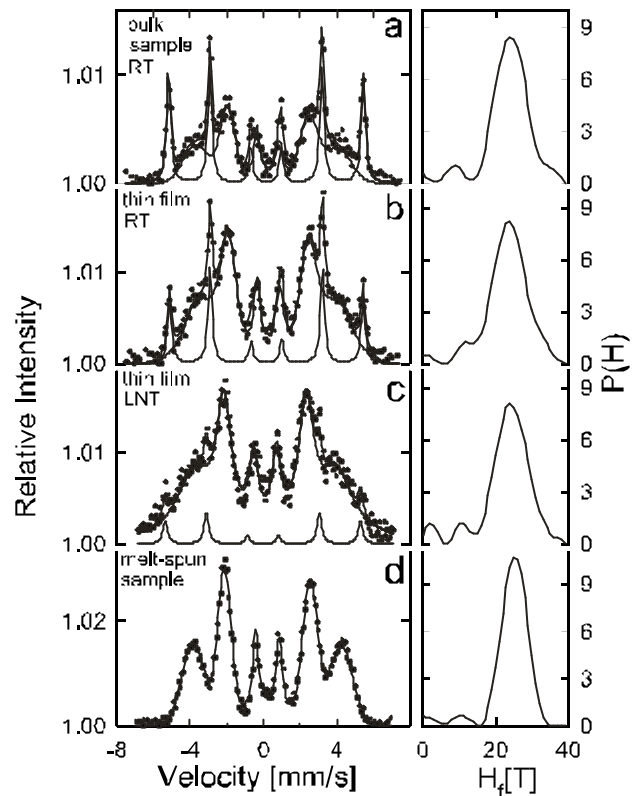 bulk
sample
RT
a
1.01
1.00
9
6
3
0
thin film
RT
b
1.01
1.00
9
6
3
0
thin film
LNT
c
1.01
1.00
9
6
3
0
melt-spun
sample
d
1.02
1.00
9
6
3
0
-8 -4 0 4
0 20 40
Velocity [mm/s]
H_f[T]
Relative Intensity
P(H)